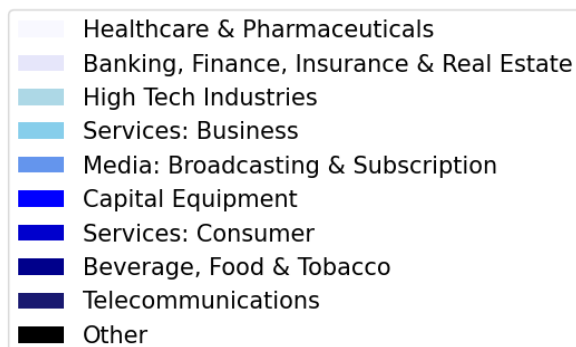 Healthcare & Pharmaceuticals
Banking, Finance, Insurance & Real Estate
High Tech Industries
Services: Business
Media: Broadcasting & Subscription
Capital Equipment
Services: Consumer
Beverage, Food & Tobacco
Telecommunications
Other